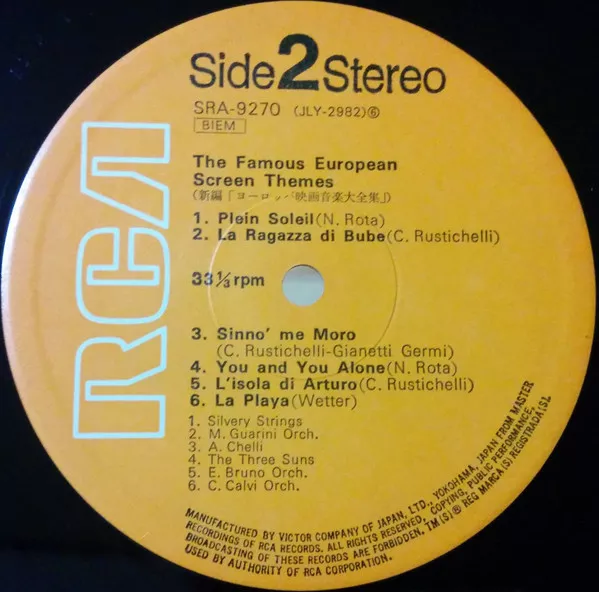 Side 2 Stereo
SRA-9270 (JLY-2982)⑥
BIEM
RCA
The Famous European
Screen Themes
(新編「ヨーロッパ映画音楽大全集」)
1. Plein Soleil (N. Rota)
2. La Ragazza di Bube (C. Rustichelli)
33⅓ rpm
3. Sinno' me Moro
(C. Rustichelli-Gianetti Germi)
4. You and You Alone (N. Rota)
5. L'isola di Arturo (C. Rustichelli)
6. La Playa (Wetter)
1. Silvery Strings
2. M. Guarini Orch.
3. A. Chelli
4. The Three Suns
5. E. Bruno Orch.
6. C. Calvi Orch.
MANUFACTURED BY VICTOR COMPANY OF JAPAN, LTD., YOKOHAMA, JAPAN FROM MASTER
RECORDINGS OF RCA RECORDS. ALL RIGHTS RESERVED, COPYING, PUBLIC PERFORMANCE,
BROADCASTING OF THESE RECORDS ARE FORBIDDEN, TM(S)® REG MARCA(S) REGISTRADA(S),
USED BY AUTHORITY OF RCA CORPORATION.